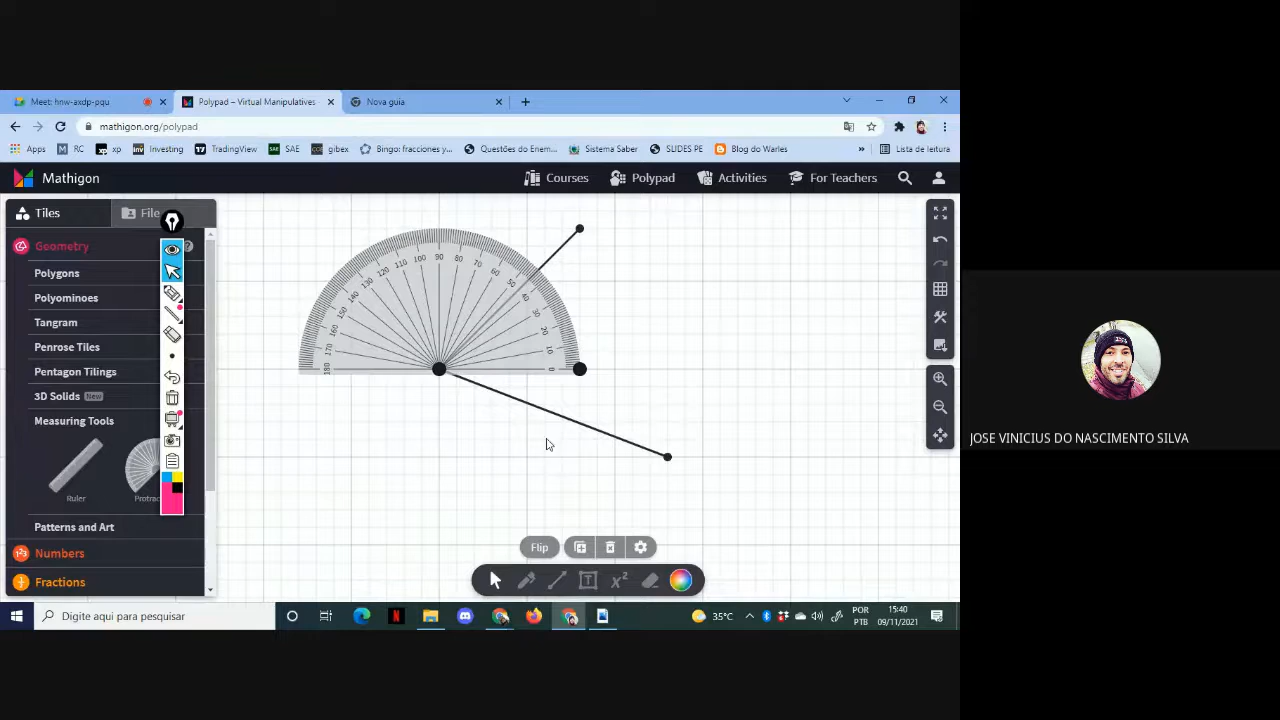 Meet: hnw-axdp-pqu
Polypad – Virtual Manipulatives
Nova guia
mathigon.org/polypad
Apps
RC
xp
Investing
TradingView
SAE
gibex
Bingo: fracciones y...
Questões do Enem...
Sistema Saber
SLIDES PE
Blog do Warles
»
Lista de leitura
Mathigon
Courses
Polypad
Activities
For Teachers
Tiles
File
Geometry
Polygons
Polyominoes
Tangram
Penrose Tiles
Pentagon Tilings
3D Solids New
Measuring Tools
Ruler
Protrac
Patterns and Art
Numbers
Fractions
0 10 20 30 40 50 60 70 80 90 100 110 120 130 140 150 160 170 180
Flip
JOSE VINICIUS DO NASCIMENTO SILVA
Digite aqui para pesquisar
35°C
POR
PTB
15:40
09/11/2021